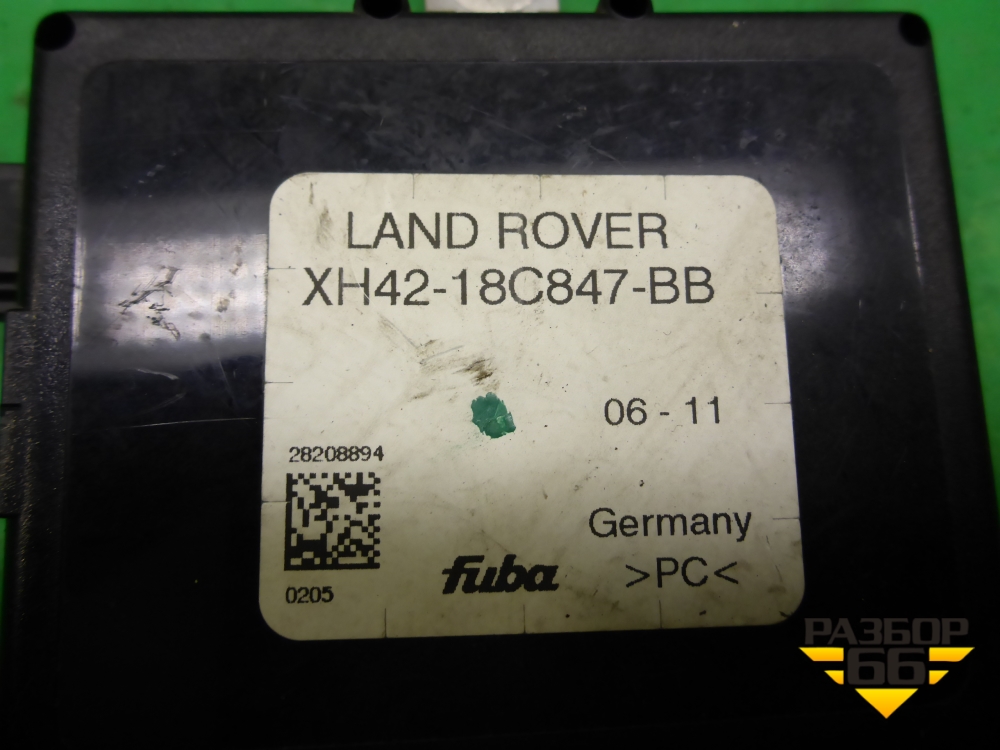 LAND ROVER
XH42-18C847-BB
06 - 11
28208894
Germany
0205
fuba
>PC<
РАЗБОР
66